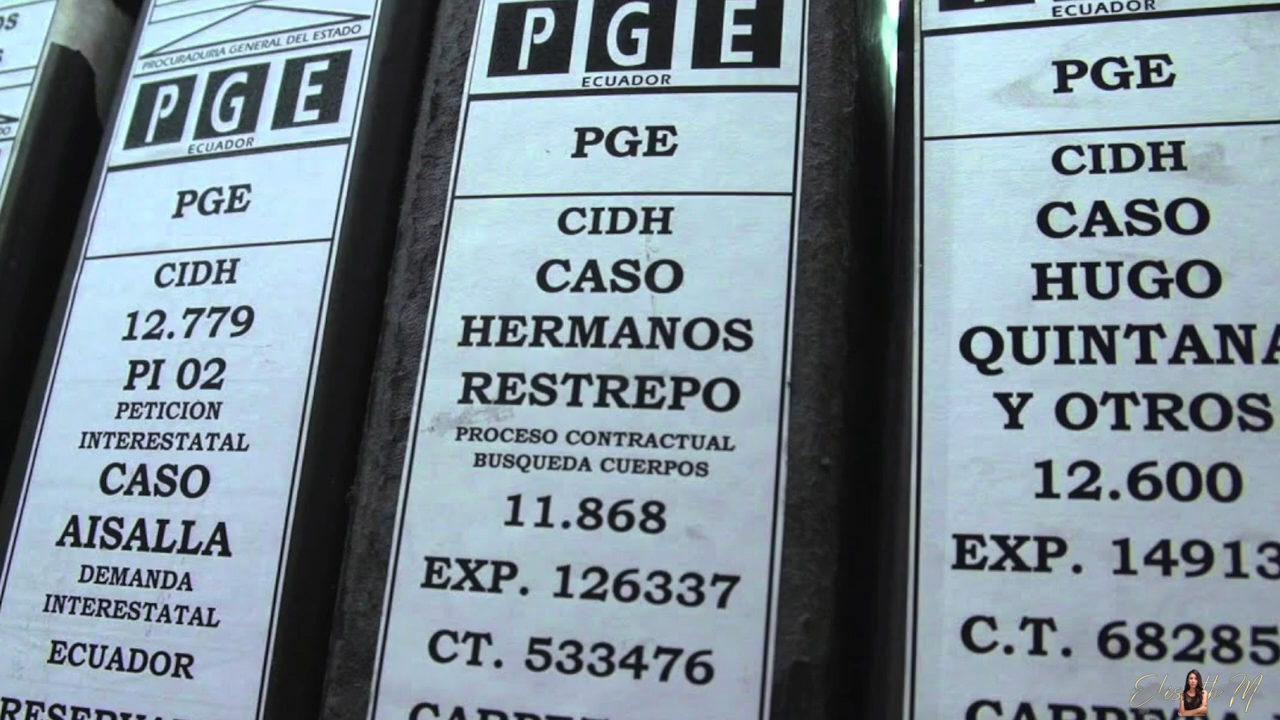 PROCURADURIA GENERAL DEL ESTADO
PGE
ECUADOR
PGE
CIDH
12.779
PI 02
PETICION
INTERESTATAL
CASO
AISALLA
DEMANDA
INTERESTATAL
ECUADOR
PGE
ECUADOR
PGE
CIDH
CASO
HERMANOS
RESTREPO
PROCESO CONTRACTUAL
BUSQUEDA CUERPOS
11.868
EXP. 126337
CT. 533476
ECUADOR
PGE
CIDH
CASO
HUGO
QUINTANA
Y OTROS
12.600
EXP. 14913
C.T. 68285